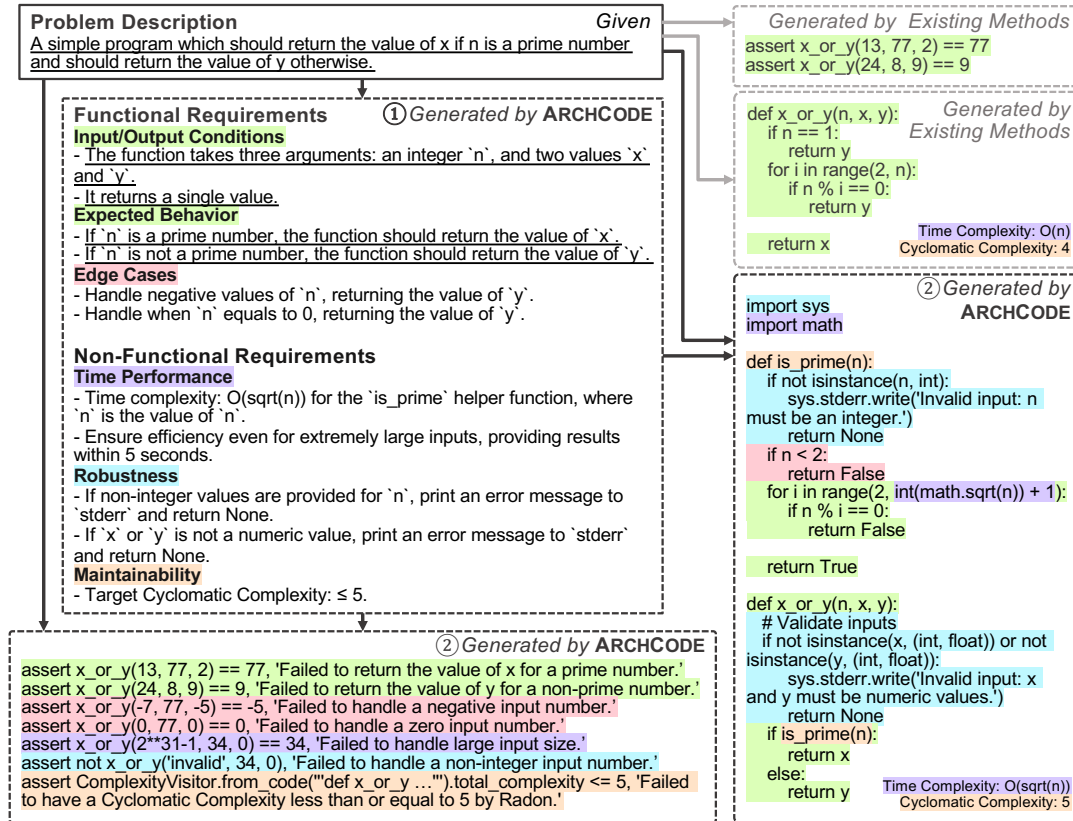 Problem Description
Given
A simple program which should return the value of x if n is a prime number
and should return the value of y otherwise.
Functional Requirements
① Generated by ARCHCODE
Input/Output Conditions
- The function takes three arguments: an integer `n`, and two values `x`
and `y`.
- It returns a single value.
Expected Behavior
- If `n` is a prime number, the function should return the value of `x`.
- If `n` is not a prime number, the function should return the value of `y`.
Edge Cases
- Handle negative values of `n`, returning the value of `y`.
- Handle when `n` equals to 0, returning the value of `y`.
Non-Functional Requirements
Time Performance
- Time complexity: O(sqrt(n)) for the `is_prime` helper function, where
`n` is the value of `n`.
- Ensure efficiency even for extremely large inputs, providing results
within 5 seconds.
Robustness
- If non-integer values are provided for `n`, print an error message to
`stderr` and return None.
- If `x` or `y` is not a numeric value, print an error message to `stderr`
and return None.
Maintainability
- Target Cyclomatic Complexity: ≤ 5.
② Generated by ARCHCODE
assert x_or_y(13, 77, 2) == 77, 'Failed to return the value of x for a prime number.'
assert x_or_y(24, 8, 9) == 9, 'Failed to return the value of y for a non-prime number.'
assert x_or_y(-7, 77, -5) == -5, 'Failed to handle a negative input number.'
assert x_or_y(0, 77, 0) == 0, 'Failed to handle a zero input number.'
assert x_or_y(2**31-1, 34, 0) == 34, 'Failed to handle large input size.'
assert not x_or_y('invalid', 34, 0), 'Failed to handle a non-integer input number.'
assert ComplexityVisitor.from_code('''def x_or_y …''').total_complexity <= 5, 'Failed
to have a Cyclomatic Complexity less than or equal to 5 by Radon.'
Generated by Existing Methods
assert x_or_y(13, 77, 2) == 77
assert x_or_y(24, 8, 9) == 9
Generated by
Existing Methods
def x_or_y(n, x, y):
if n == 1:
return y
for i in range(2, n):
if n % i == 0:
return y
return x
Time Complexity: O(n)
Cyclomatic Complexity: 4
② Generated by
ARCHCODE
import sys
import math
def is_prime(n):
if not isinstance(n, int):
sys.stderr.write('Invalid input: n
must be an integer.')
return None
if n < 2:
return False
for i in range(2, int(math.sqrt(n)) + 1):
if n % i == 0:
return False
return True
def x_or_y(n, x, y):
# Validate inputs
if not isinstance(x, (int, float)) or not
isinstance(y, (int, float)):
sys.stderr.write('Invalid input: x
and y must be numeric values.')
return None
if is_prime(n):
return x
else:
return y
Time Complexity: O(sqrt(n))
Cyclomatic Complexity: 5